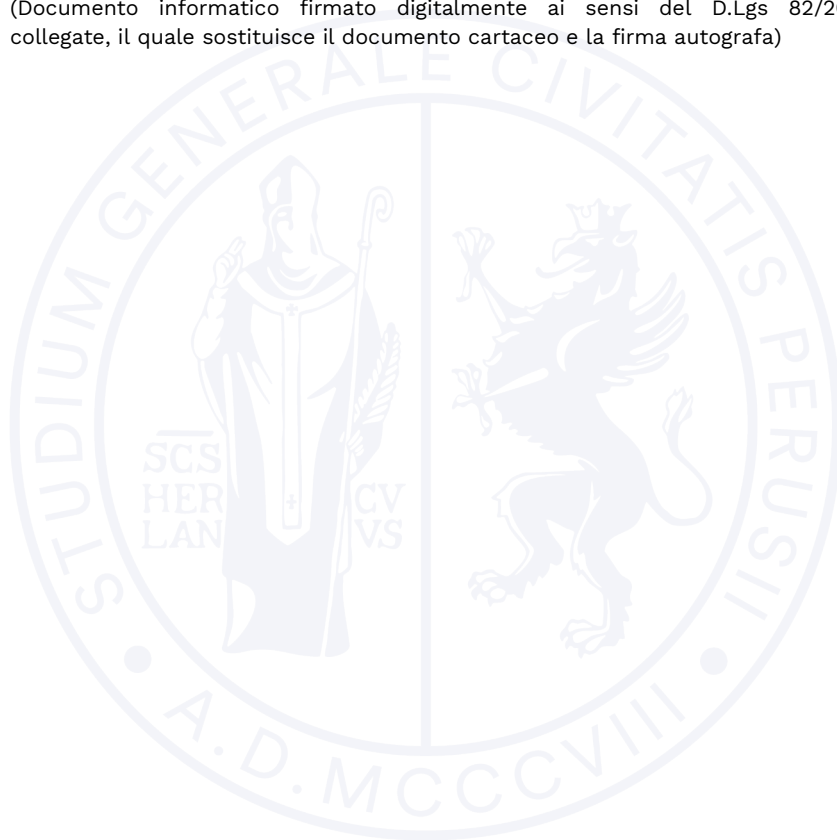 (Documento informatico firmato digitalmente ai sensi del D.Lgs 82/2
collegate, il quale sostituisce il documento cartaceo e la firma autografa)
STUDIUM GENERALE CIVITATIS PERUSII
SCS
HER CV
LAN VS
A.D. MCCCVIII